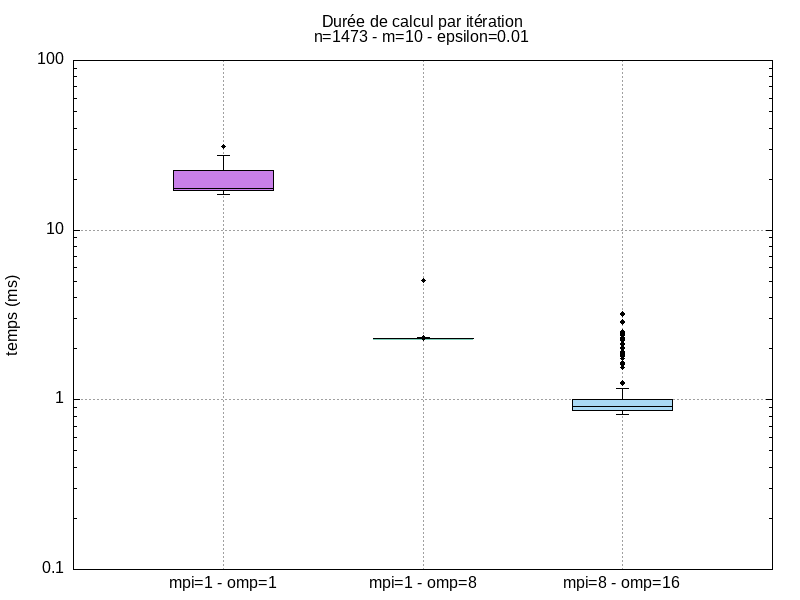 Durée de calcul par itération
n=1473 - m=10 - epsilon=0.01
100
10
1
0.1
temps (ms)
mpi=1 - omp=1
mpi=1 - omp=8
mpi=8 - omp=16